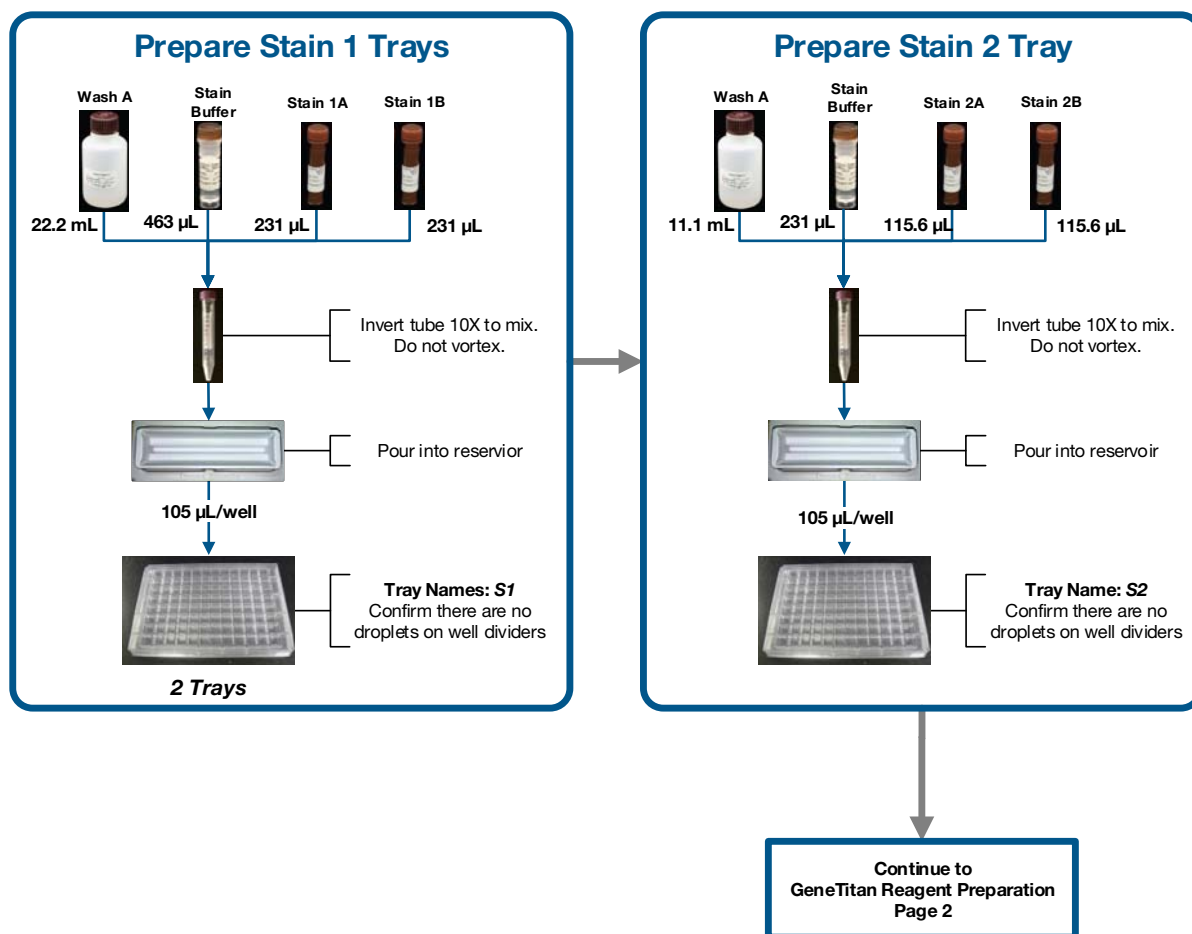 Prepare Stain 1 Trays
Wash A
Stain
Buffer
Stain 1A
Stain 1B
22.2 mL
463 µL
231 µL
231 µL
Invert tube 10X to mix.
Do not vortex.
Pour into reservior
105 µL/well
Tray Names: S1
Confirm there are no
droplets on well dividers
2 Trays
Prepare Stain 2 Tray
Wash A
Stain
Buffer
Stain 2A
Stain 2B
11.1 mL
231 µL
115.6 µL
115.6 µL
Invert tube 10X to mix.
Do not vortex.
Pour into reservoir
105 µL/well
Tray Name: S2
Confirm there are no
droplets on well dividers
Continue to
GeneTitan Reagent Preparation
Page 2